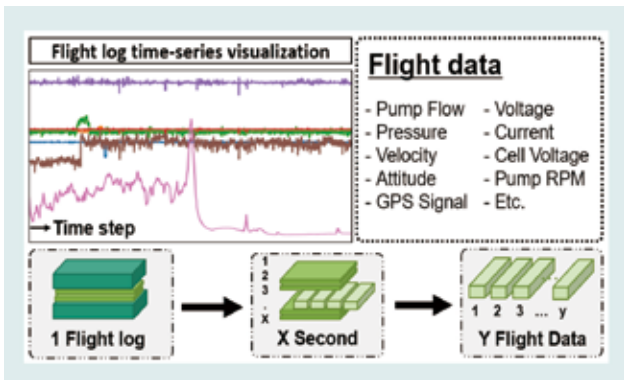 Flight log time-series visualization
Time step
Flight data
- Pump Flow
- Pressure
- Velocity
- Attitude
- GPS Signal
- Voltage
- Current
- Cell Voltage
- Pump RPM
- Etc.
1 Flight log
1
2
3
.
X
X Second
1 2 3 ... y
Y Flight Data